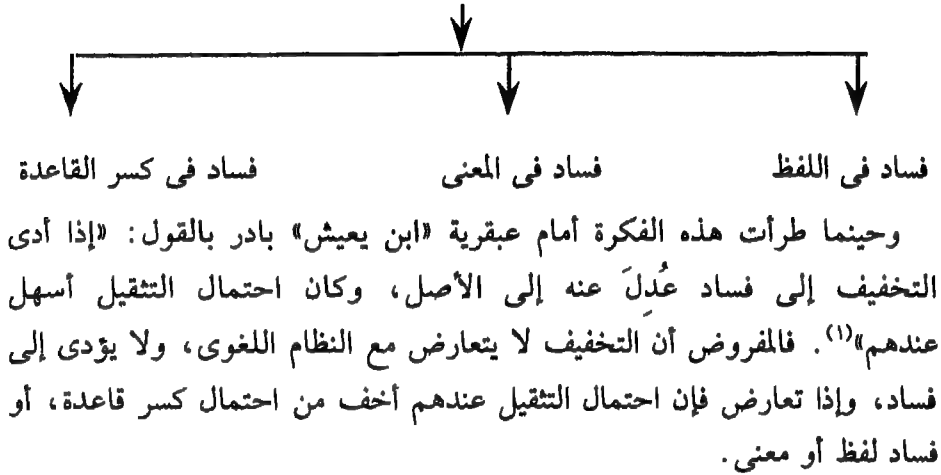 فساد فى اللفظ فساد فى المعنى فساد فى كسر القاعدة
وحينما طرأت هذه الفكرة أمام عبقرية «ابن يعيش» بادر بالقول: «إذا أدى
التخفيف إلى فساد عُدِلَ عنه إلى الأصل، وكان احتمال التثقيل أسهل
عندهم»(١). فالمفروض أن التخفيف لا يتعارض مع النظام اللغوى، ولا يؤدى إلى
فساد، وإذا تعارض فإن احتمال التثقيل عندهم أخف من احتمال كسر قاعدة، أو
فساد لفظ أو معنى.